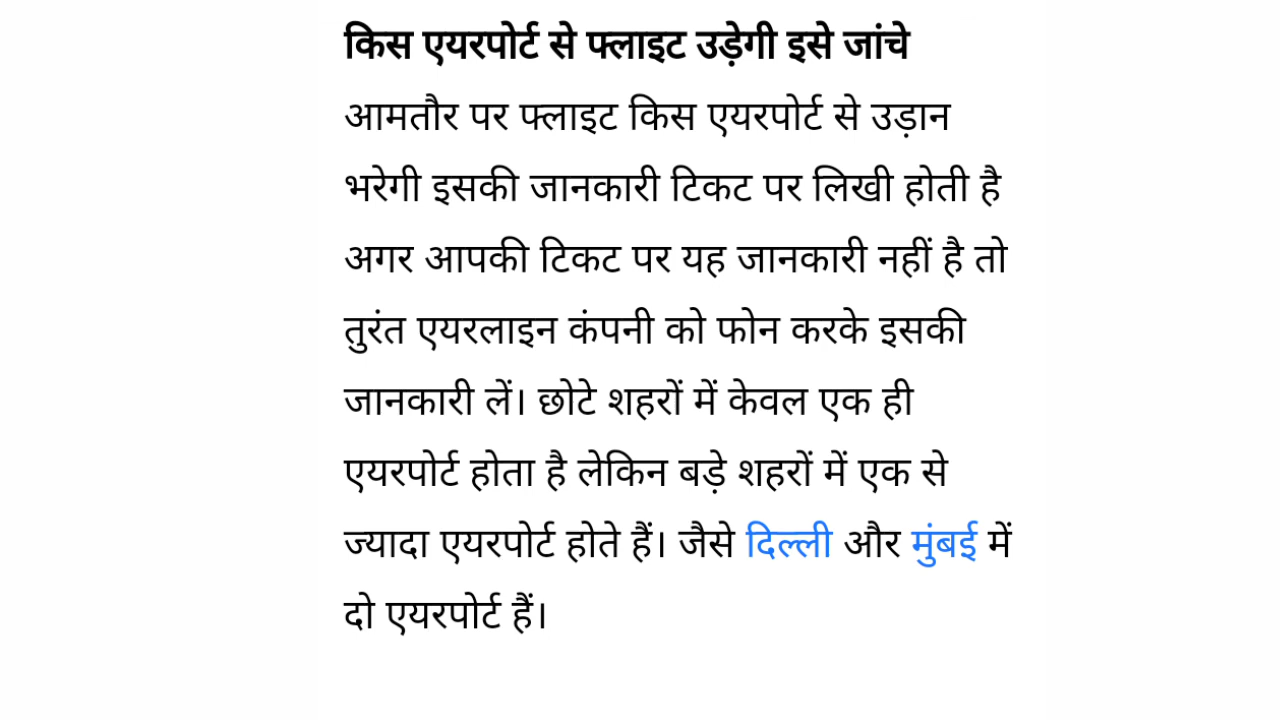 किस एयरपोर्ट से फ्लाइट उड़ेगी इसे जांचे
आमतौर पर फ्लाइट किस एयरपोर्ट से उड़ान
भरेगी इसकी जानकारी टिकट पर लिखी होती है
अगर आपकी टिकट पर यह जानकारी नहीं है तो
तुरंत एयरलाइन कंपनी को फोन करके इसकी
जानकारी लें। छोटे शहरों में केवल एक ही
एयरपोर्ट होता है लेकिन बड़े शहरों में एक से
ज्यादा एयरपोर्ट होते हैं। जैसे दिल्ली और मुंबई में
दो एयरपोर्ट हैं।